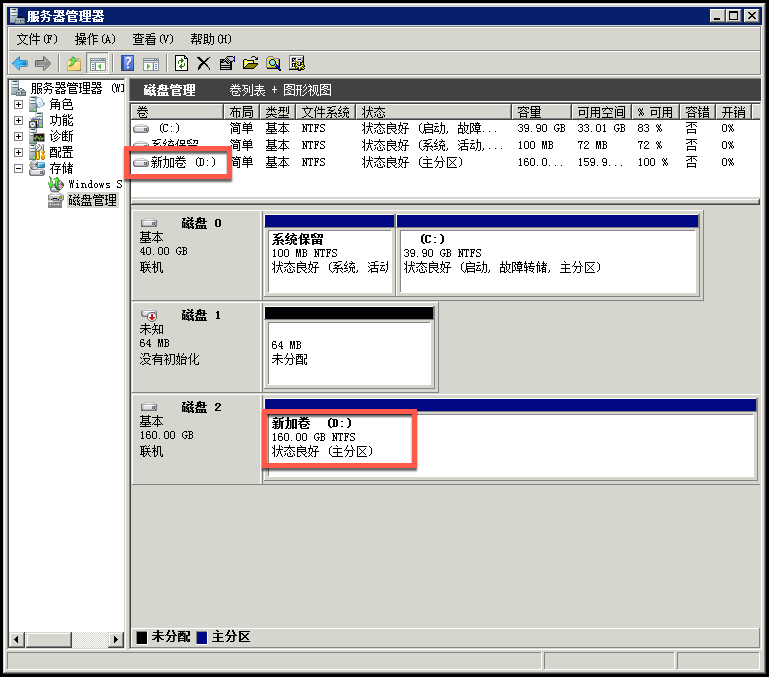 服务器管理器
文件(F) 操作(A) 查看(V) 帮助(H)
服务器管理器 (WI
角色
功能
诊断
配置
存储
Windows S
磁盘管理
磁盘管理 卷列表 + 图形视图
卷 布局 类型 文件系统 状态 容量 可用空间 % 可用 容错 开销
(C:) 简单 基本 NTFS 状态良好 (启动, 故障... 39.90 GB 33.01 GB 83 % 否 0%
系统保留 简单 基本 NTFS 状态良好 (系统, 活动,... 100 MB 72 MB 72 % 否 0%
新加卷 (D:) 简单 基本 NTFS 状态良好 (主分区) 160.0... 159.9... 100 % 否 0%
磁盘 0
基本
40.00 GB
联机
系统保留
100 MB NTFS
状态良好 (系统, 活动
(C:)
39.90 GB NTFS
状态良好 (启动, 故障转储, 主分区)
磁盘 1
未知
64 MB
没有初始化
64 MB
未分配
磁盘 2
基本
160.00 GB
联机
新加卷 (D:)
160.00 GB NTFS
状态良好 (主分区)
未分配 主分区